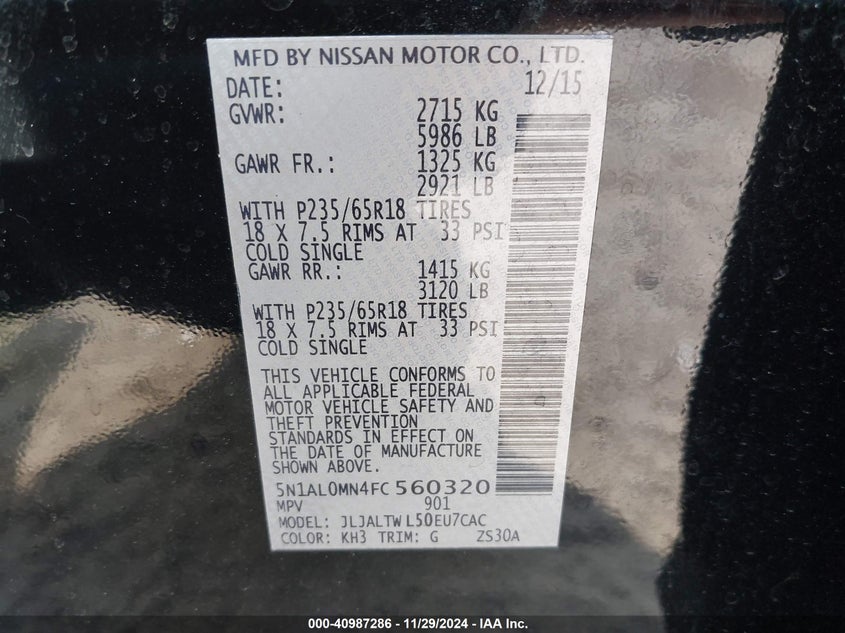 MFD BY NISSAN MOTOR CO., LTD.
DATE: 12/15
GVWR: 2715 KG
5986 LB
GAWR FR.: 1325 KG
2921 LB
WITH P235/65R18 TIRES
18 X 7.5 RIMS AT 33 PSI
COLD SINGLE
GAWR RR.: 1415 KG
3120 LB
WITH P235/65R18 TIRES
18 X 7.5 RIMS AT 33 PSI
COLD SINGLE
THIS VEHICLE CONFORMS TO
ALL APPLICABLE FEDERAL
MOTOR VEHICLE SAFETY AND
THEFT PREVENTION
STANDARDS IN EFFECT ON
THE DATE OF MANUFACTURE
SHOWN ABOVE.
5N1AL0MN4FC560320
MPV 901
MODEL: JLJALTWL50EU7CAC
COLOR: KH3 TRIM: G ZS30A
000-40987286 - 11/29/2024 - IAA Inc.